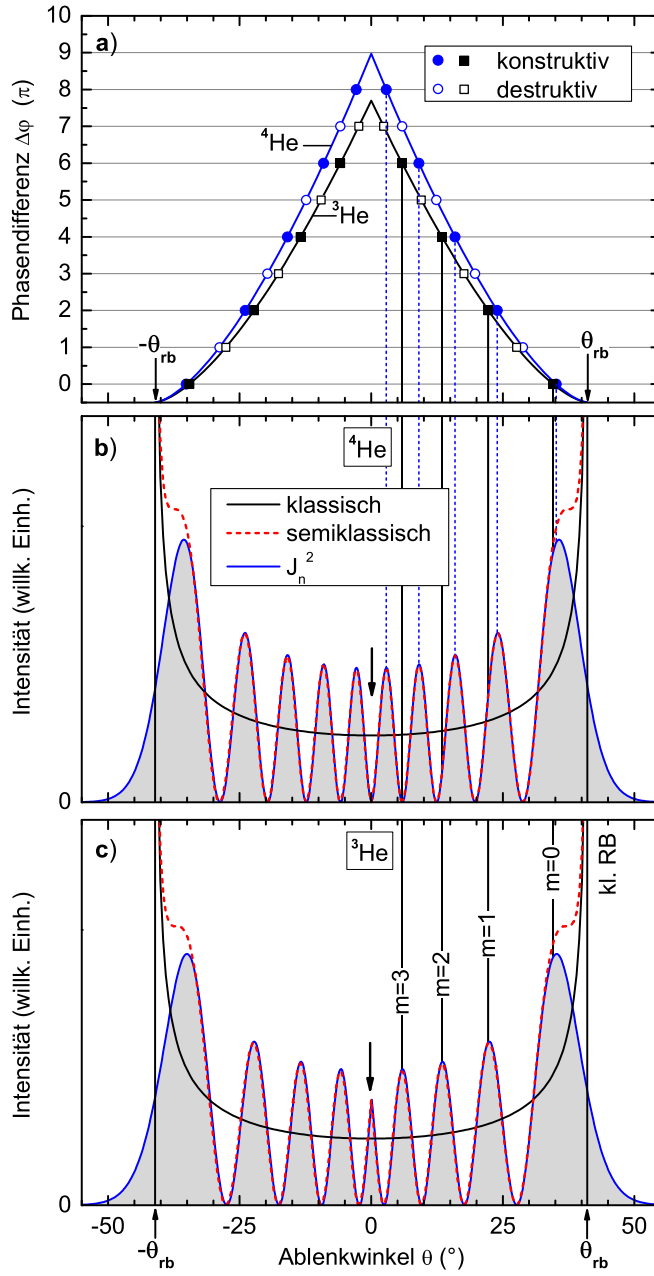 a)
Phasendifferenz Δφ (π)
10
9
8
7
6
5
4
3
2
1
0
konstruktiv
destruktiv
⁴He
³He
-θrb
θrb
b)
⁴He
klassisch
semiklassisch
Jn²
Intensität (willk. Einh.)
0
c)
³He
Intensität (willk. Einh.)
m=3
m=2
m=1
m=0
kl. RB
0
-50 -25 0 25 50
-θrb
Ablenkwinkel θ (°)
θrb